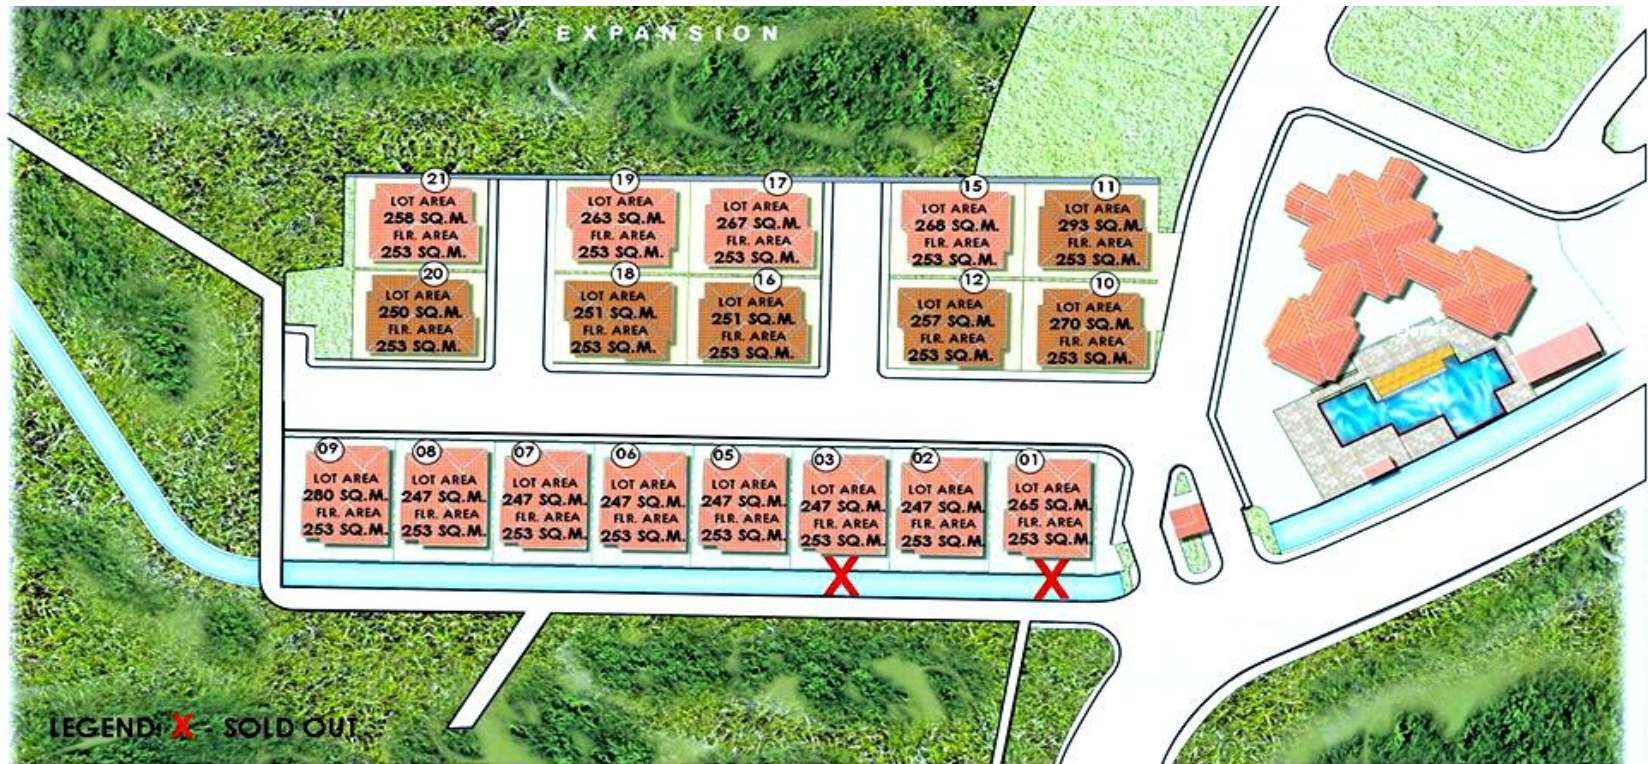 EXPANSION
21
LOT AREA
258 SQ.M.
FLR. AREA
253 SQ.M.
19
LOT AREA
263 SQ.M.
FLR. AREA
253 SQ.M.
17
LOT AREA
267 SQ.M.
FLR. AREA
253 SQ.M.
15
LOT AREA
268 SQ.M.
FLR. AREA
253 SQ.M.
11
LOT AREA
293 SQ.M.
FLR. AREA
253 SQ.M.
20
LOT AREA
250 SQ.M.
FLR. AREA
253 SQ.M.
18
LOT AREA
251 SQ.M.
FLR. AREA
253 SQ.M.
16
LOT AREA
251 SQ.M.
FLR. AREA
253 SQ.M.
12
LOT AREA
257 SQ.M.
FLR. AREA
253 SQ.M.
10
LOT AREA
270 SQ.M.
FLR. AREA
253 SQ.M.
09
LOT AREA
280 SQ.M.
FLR. AREA
253 SQ.M.
08
LOT AREA
247 SQ.M.
FLR. AREA
253 SQ.M.
07
LOT AREA
247 SQ.M.
FLR. AREA
253 SQ.M.
06
LOT AREA
247 SQ.M.
FLR. AREA
253 SQ.M.
05
LOT AREA
247 SQ.M.
FLR. AREA
253 SQ.M.
03
LOT AREA
247 SQ.M.
FLR. AREA
253 SQ.M.
X
02
LOT AREA
247 SQ.M.
FLR. AREA
253 SQ.M.
01
LOT AREA
265 SQ.M.
FLR. AREA
253 SQ.M.
X
LEGEND: X - SOLD OUT